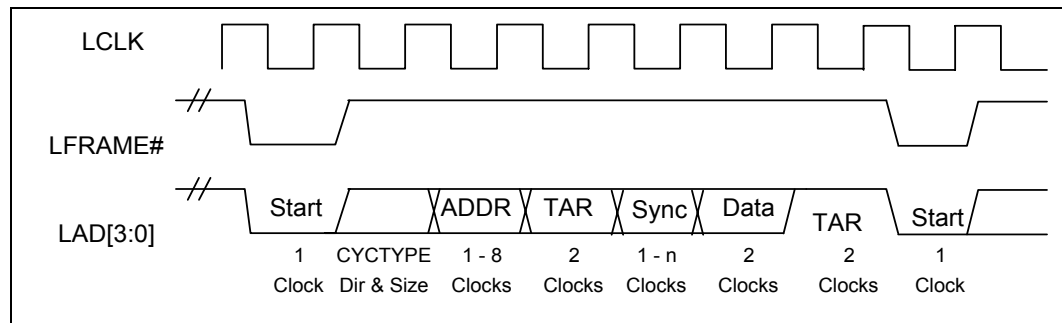 LCLK
LFRAME#
LAD[3:0]
Start ADDR TAR Sync Data TAR Start
1 CYCTYPE 1 - 8 2 1 - n 2 2 1
Clock Dir & Size Clocks Clocks Clocks Clocks Clocks Clock